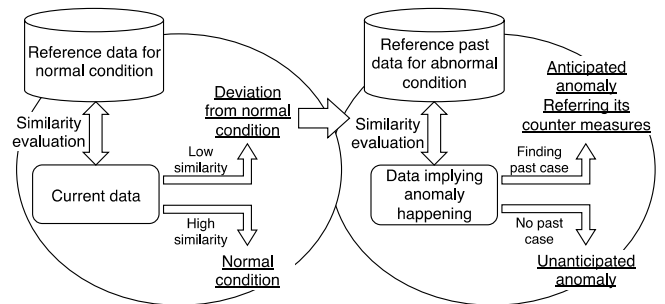 Reference data for
normal condition
Similarity
evaluation
Current data
Low
similarity
High
similarity
Deviation
from normal
condition
Normal
condition
Reference past
data for abnormal
condition
Similarity
evaluation
Data implying
anomaly
happening
Finding
past case
No past
case
Anticipated
anomaly
Referring its
counter measures
Unanticipated
anomaly